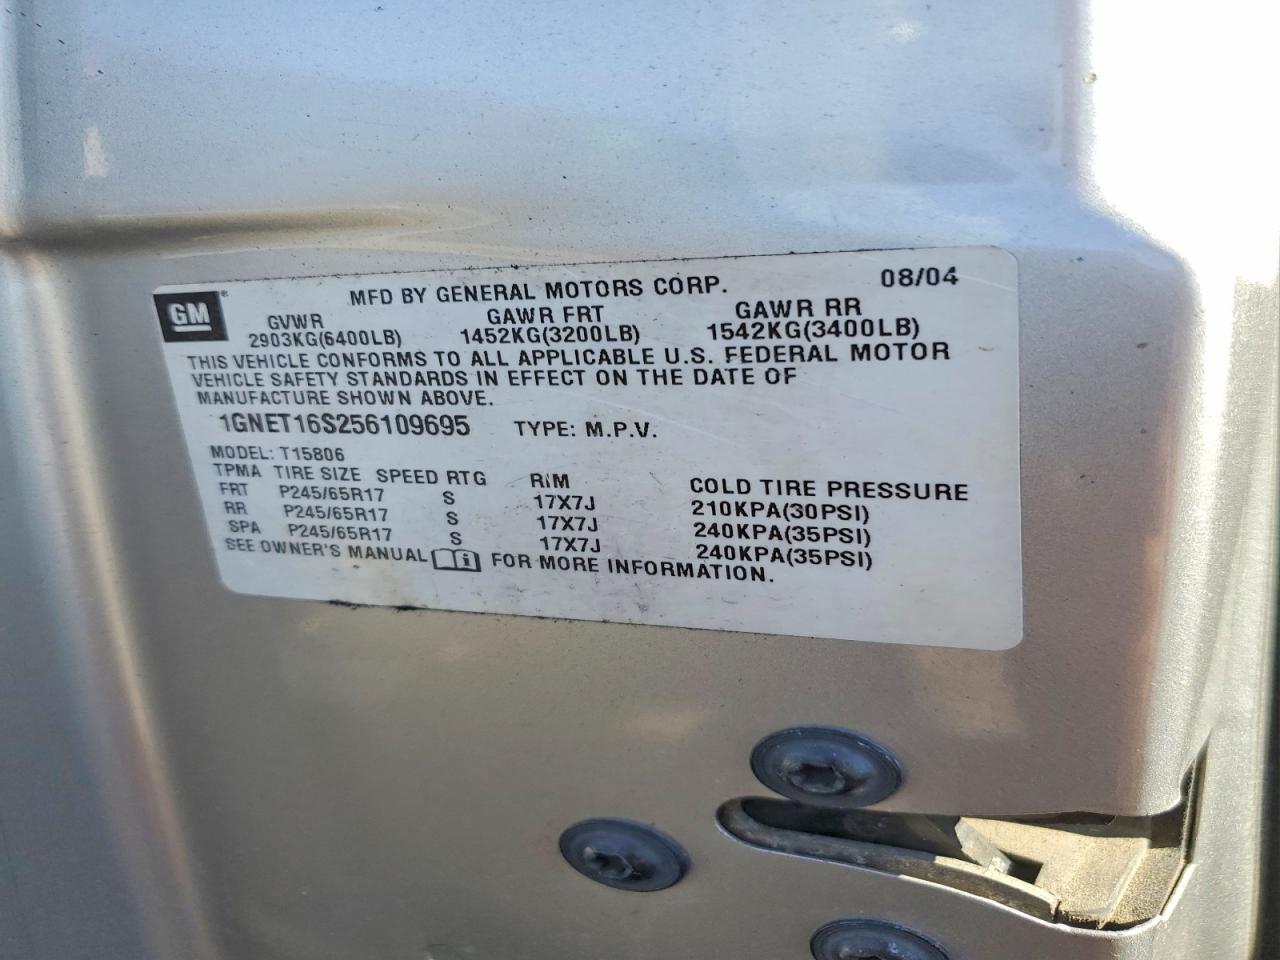 GM®
MFD BY GENERAL MOTORS CORP. 08/04
GVWR GAWR FRT GAWR RR
2903KG(6400LB) 1452KG(3200LB) 1542KG(3400LB)
THIS VEHICLE CONFORMS TO ALL APPLICABLE U.S. FEDERAL MOTOR
VEHICLE SAFETY STANDARDS IN EFFECT ON THE DATE OF
MANUFACTURE SHOWN ABOVE.
1GNET16S256109695 TYPE: M.P.V.
MODEL: T15806
TPMA TIRE SIZE SPEED RTG RIM COLD TIRE PRESSURE
FRT P245/65R17 S 17X7J 210KPA(30PSI)
RR P245/65R17 S 17X7J 240KPA(35PSI)
SPA P245/65R17 S 17X7J 240KPA(35PSI)
SEE OWNER'S MANUAL i FOR MORE INFORMATION.